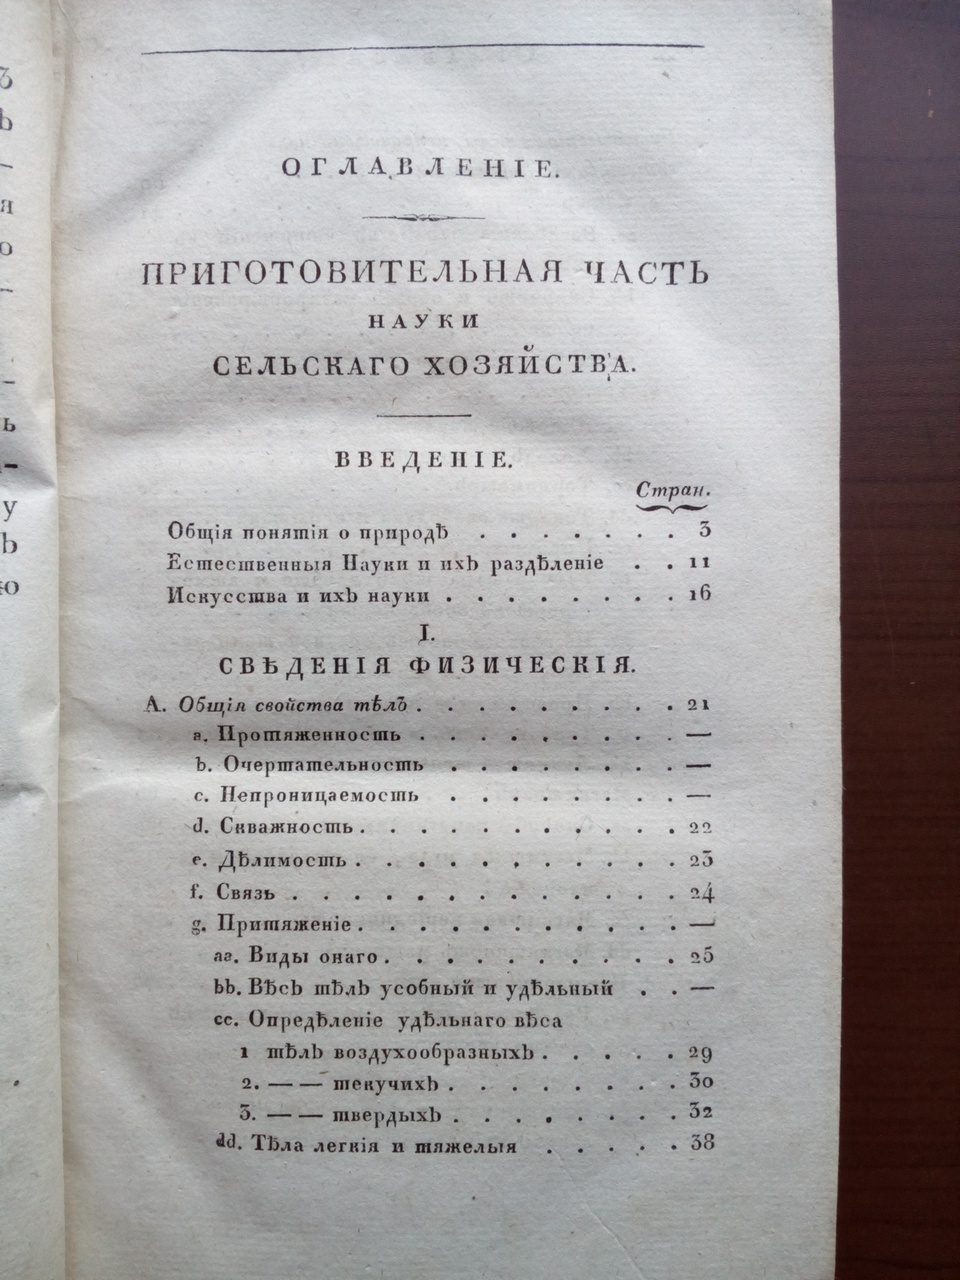 ОГЛАВЛЕНІЕ.
ПРИГОТОВИТЕЛЬНАЯ ЧАСТЬ
НАУКИ
СЕЛЬСКАГО ХОЗЯЙСТВА.
ВВЕДЕНІЕ.
Стран.
Общія понятія о природѣ . . . . . . . 3
Естественныя Науки и ихъ раздѣленіе . . 11
Искусства и ихъ науки . . . . . . . . 16
I.
СВѢДЕНІЯ ФИЗИЧЕСКІЯ.
A. Общія свойства тѣлъ . . . . . . . . . 21
a. Протяженность . . . . . . . . . —
b. Очертательность . . . . . . . . —
c. Непроницаемость . . . . . . . . —
d. Скважность . . . . . . . . . . . 22
e. Дѣлимость . . . . . . . . . . . 23
f. Связь . . . . . . . . . . . . . 24
g. Притяженіе . . . . . . . . . . . —
aa. Виды онаго . . . . . . . . . . 25
bb. Вѣсъ тѣлъ усобный и удѣльный . . —
cc. Опредѣленіе удѣльнаго вѣса
1 тѣлъ воздухообразныхъ . . . . . 29
2. — — текучихъ . . . . . . . . 30
3. — — твердыхъ . . . . . . . . 32
dd. Тѣла легкія и тяжелыя . . . . . 38
ъ
ь
–
я
о
–
–
ь
-
у
ъ
ю